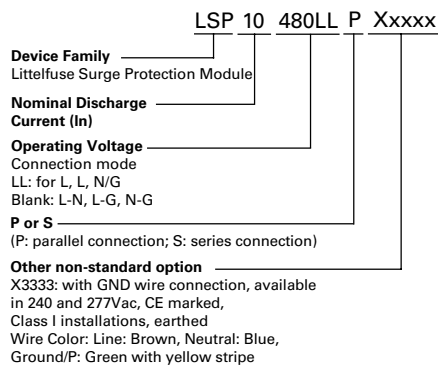 LSP 10 480LL P Xxxxx
Device Family
Littelfuse Surge Protection Module
Nominal Discharge
Current (In)
Operating Voltage
Connection mode
LL: for L, L, N/G
Blank: L-N, L-G, N-G
P or S
(P: parallel connection; S: series connection)
Other non-standard option
X3333: with GND wire connection, available
in 240 and 277Vac, CE marked,
Class I installations, earthed
Wire Color: Line: Brown, Neutral: Blue,
Ground/P: Green with yellow stripe